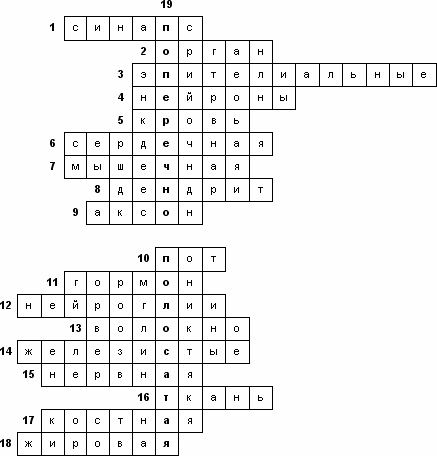 19
1 синапс
2 орган
3 эпителиальные
4 нейроны
5 кровь
6 сердечная
7 мышечная
8 дендрит
9 аксон
10 пот
11 гормон
12 нейроглии
13 волокно
14 железистые
15 нервная
16 ткань
17 костная
18 жировая